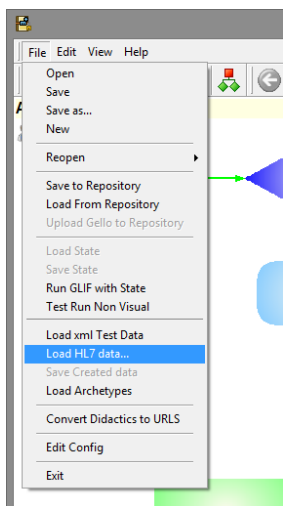 File Edit View Help
Open
Save
Save as...
New
Reopen
Save to Repository
Load From Repository
Upload Gello to Repository
Load State
Save State
Run GLIF with State
Test Run Non Visual
Load xml Test Data
Load HL7 data...
Save Created data
Load Archetypes
Convert Didactics to URLS
Edit Config
Exit